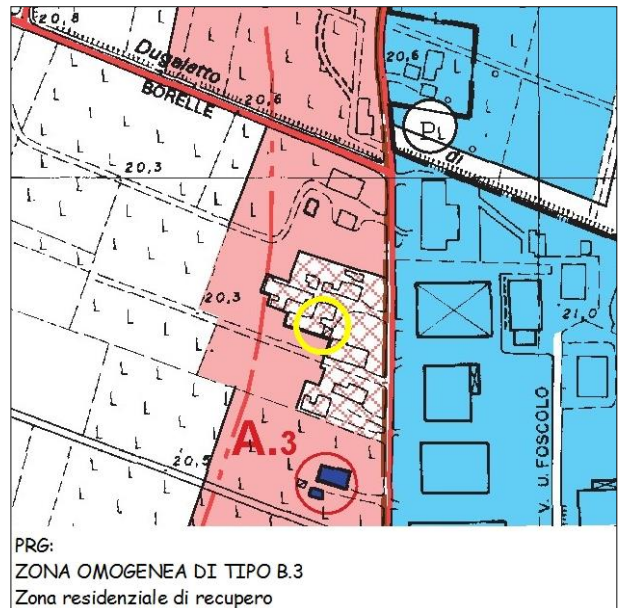 20,8
Dugaletto
BORELLE
20,6
20,6
P1
di
20,3
20,3
21,0
V. U. FOSCOLO
A.3
20,5
PRG:
ZONA OMOGENEA DI TIPO B.3
Zona residenziale di recupero